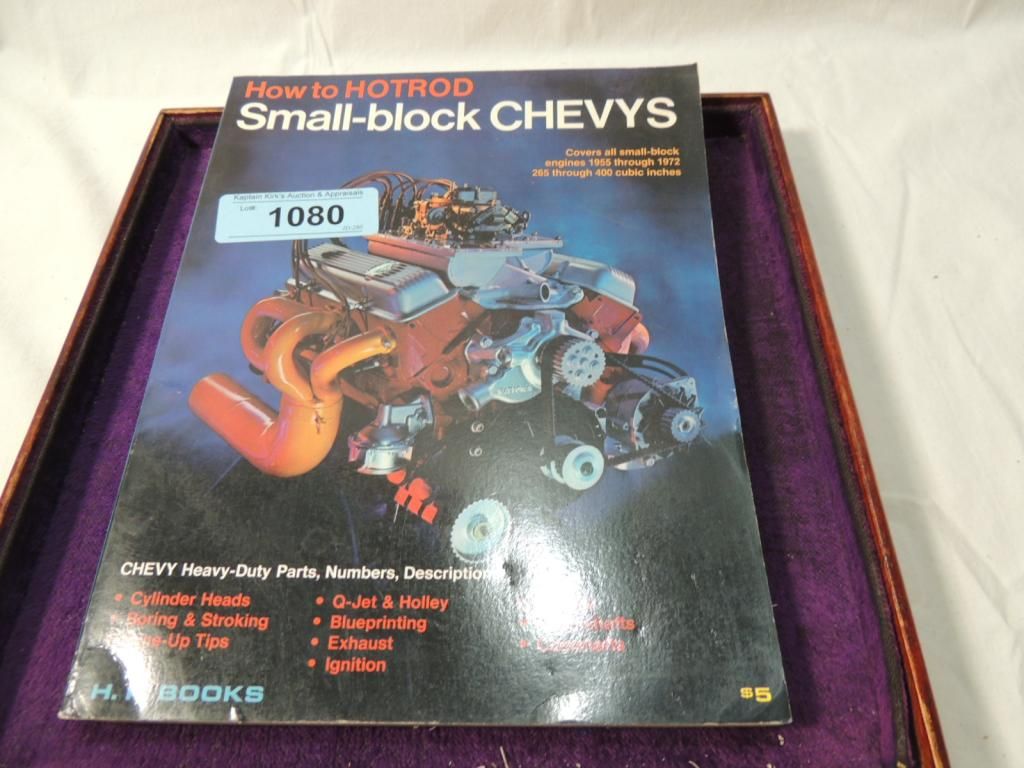 How to HOTROD
Small-block CHEVYS
Covers all small-block
engines 1955 through 1972
265 through 400 cubic inches
Kaptain Kirk's Auction & Appraisals
Lot#:
1080
CHEVY Heavy-Duty Parts, Numbers,
• Cylinder Heads
• Boring & Stroking
Tips
• Q-Jet & Holley
• Blueprinting
• Exhaust
• Ignition
H. BOOKS
$5